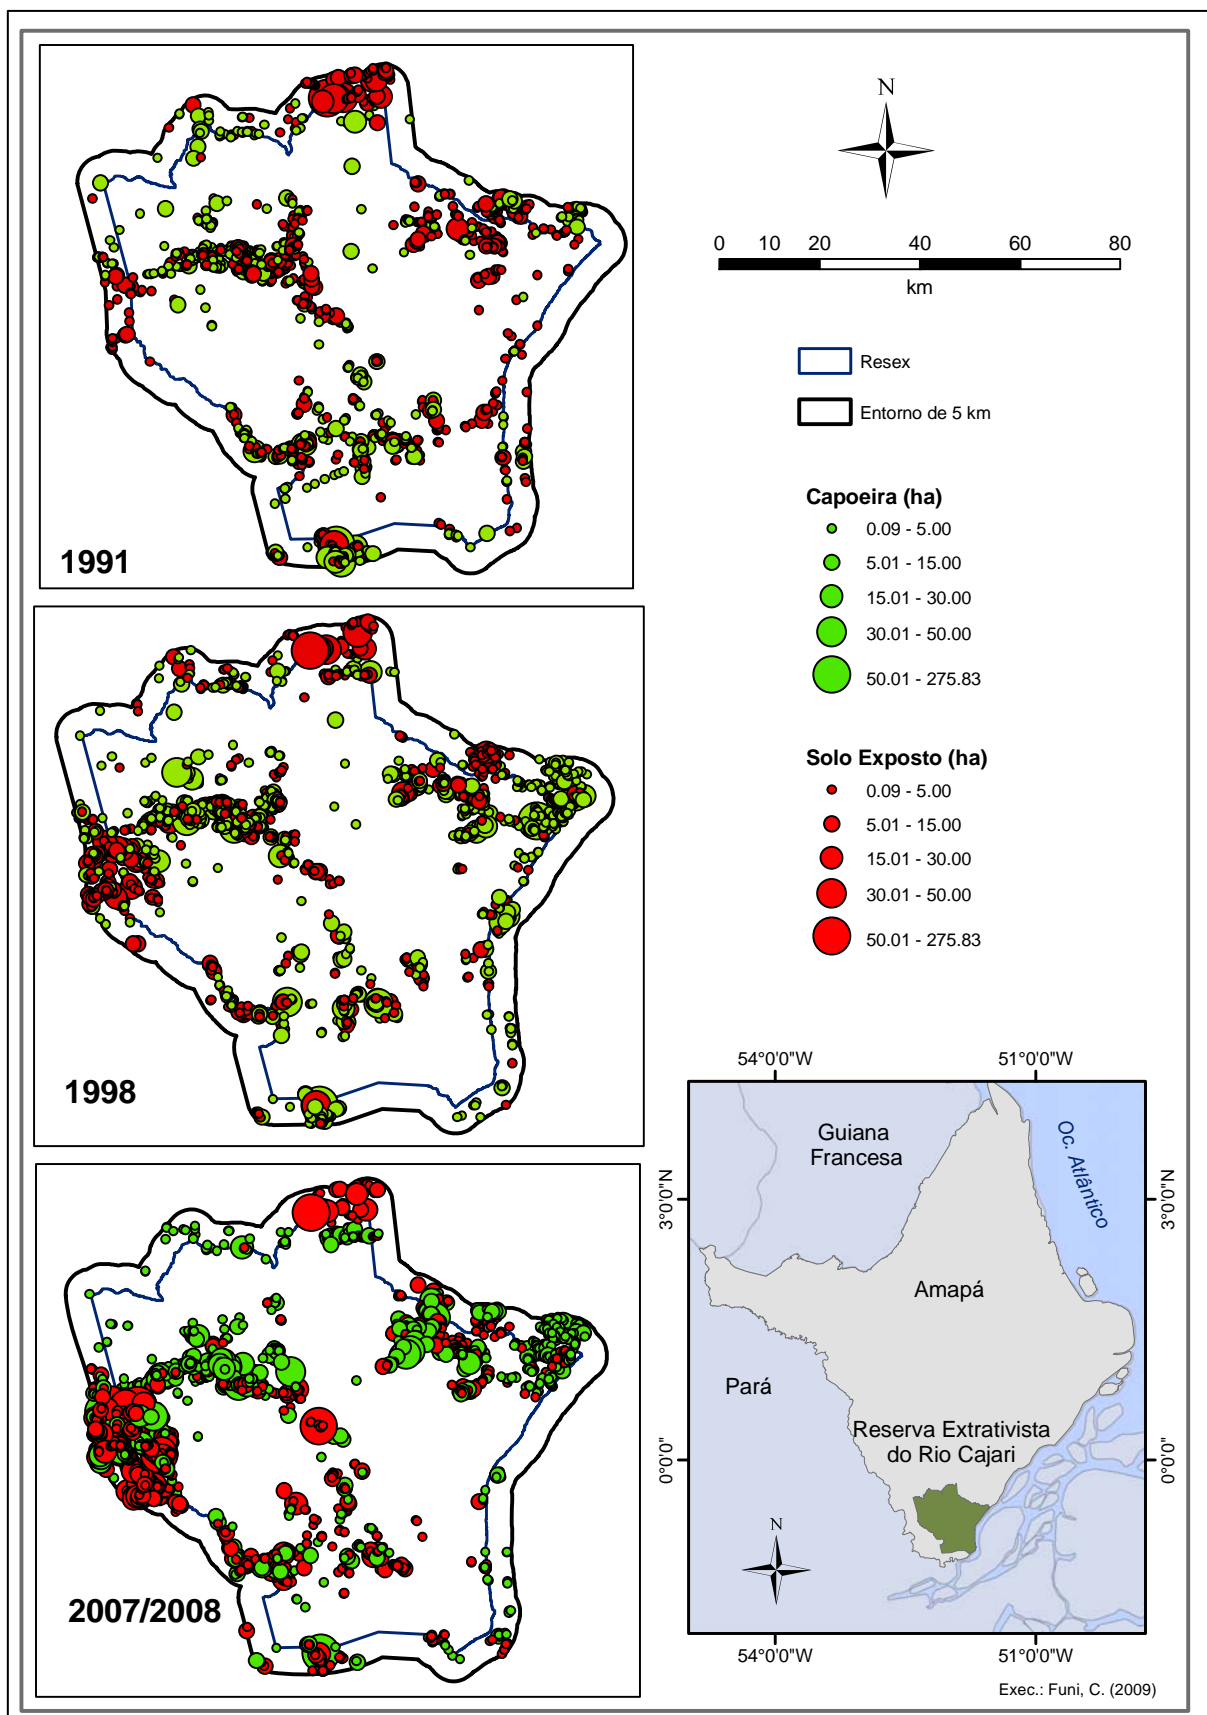 1991
1998
2007/2008
N
0 10 20 40 60 80
km
Resex
Entorno de 5 km
Capoeira (ha)
0.09 - 5.00
5.01 - 15.00
15.01 - 30.00
30.01 - 50.00
50.01 - 275.83
Solo Exposto (ha)
0.09 - 5.00
5.01 - 15.00
15.01 - 30.00
30.01 - 50.00
50.01 - 275.83
54°0'0"W 51°0'0"W
3°0'0"N 3°0'0"N
0°0'0" 0°0'0"
Guiana
Francesa
Oc. Atlântico
Amapá
Pará
Reserva Extrativista
do Rio Cajari
N
54°0'0"W 51°0'0"W
Exec.: Funi, C. (2009)